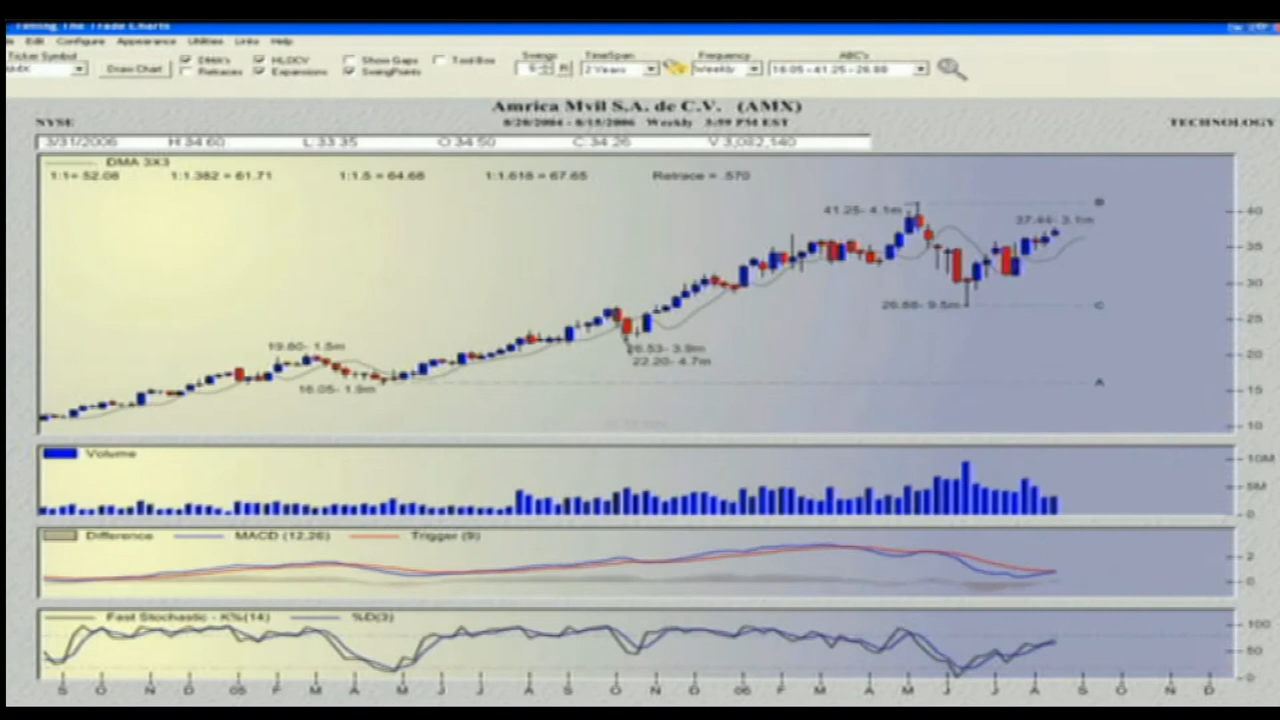 Timing The Trade Charts
Edit Configure Appearance Utilities Links Help
Ticker Symbol
AMX Draw Chart DMA's HLOCV Show Gaps Tool Box Swings TimeSpan Frequency ABC's
Retraces Expansions SwingPoints 2 Years Weekly 16.05 - 41.25 - 26.88
Amrica Mvil S.A. de C.V. (AMX)
NYSE 8/20/2004 - 8/15/2006 Weekly 3:59 PM EST TECHNOLOGY
3/31/2006 H:34.60 L:33.35 O:34.50 C:34.26 V:3,082,140
DMA 3X3
1:1= 52.08 1:1.382 = 61.71 1:1.5 = 64.68 1:1.618 = 67.65 Retrace = .570
41.25- 4.1m B 40
37.44- 3.1m
35
30
26.88- 9.5m C
25
19.80- 1.5m 26.53- 3.9m 20
22.20- 4.7m
16.05- 1.9m A 15
10
Volume 10M
5M
0
Difference MACD (12,26) Trigger (9)
2
0
Fast Stochastic - K%(14) %D(3) 100
50
0
S O N D 05 F M A M J J A S O N D 06 F M A M J J A S O N D